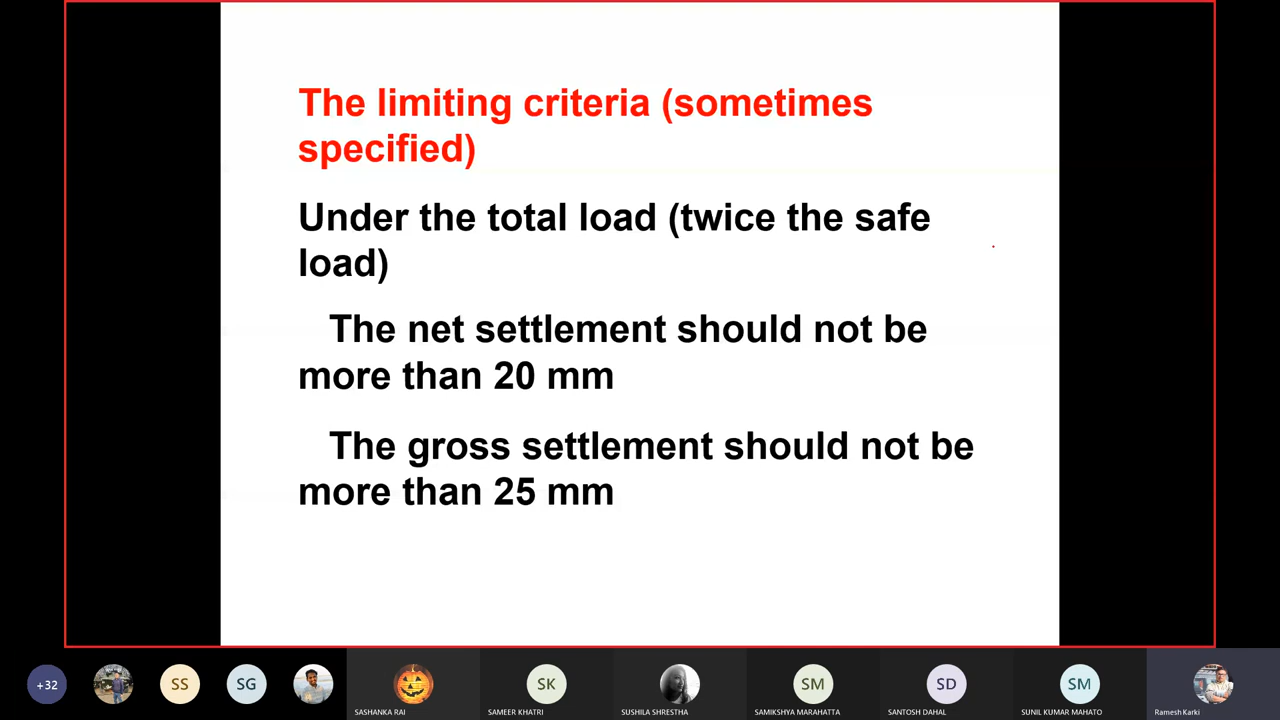 The limiting criteria (sometimes
specified)
Under the total load (twice the safe
load)
The net settlement should not be
more than 20 mm
The gross settlement should not be
more than 25 mm
+32
SS
SG
SK
SM
SD
SM
SASHANKA RAI
SAMEER KHATRI
SUSHILA SHRESTHA
SAMIKSHYA MARAHATTA
SANTOSH DAHAL
SUNIL KUMAR MAHATO
Ramesh Karki